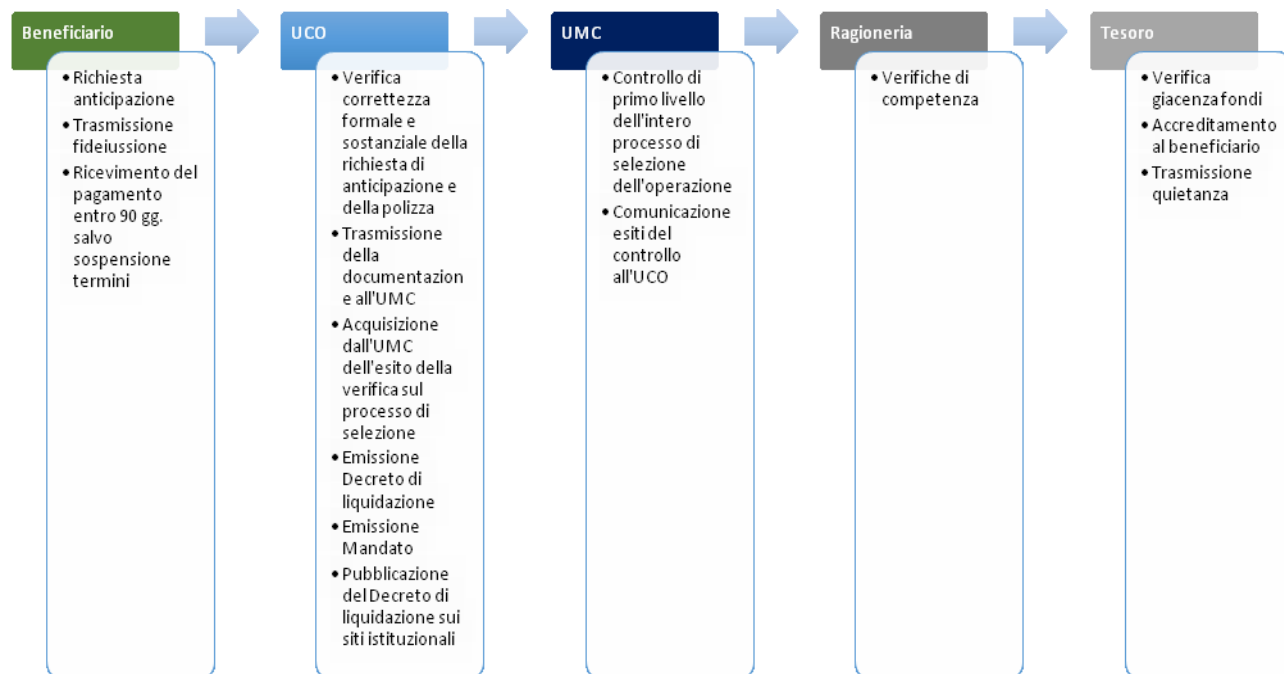 Beneficiario
• Richiesta
anticipazione
• Trasmissione
fideiussione
• Ricevimento del
pagamento
entro 90 gg.
salvo
sospensione
termini
UCO
• Verifica
correttezza
formale e
sostanziale della
richiesta di
anticipazione e
della polizza
• Trasmissione
della
documentazion
e all'UMC
• Acquisizione
dall'UMC
dell'esito della
verifica sul
processo di
selezione
• Emissione
Decreto di
liquidazione
• Emissione
Mandato
• Pubblicazione
del Decreto di
liquidazione sui
siti istituzionali
UMC
• Controllo di
primo livello
dell'intero
processo di
selezione
dell'operazione
• Comunicazione
esiti del
controllo
all'UCO
Ragioneria
• Verifiche di
competenza
Tesoro
• Verifica
giacenza fondi
• Accreditamento
al beneficiario
• Trasmissione
quietanza